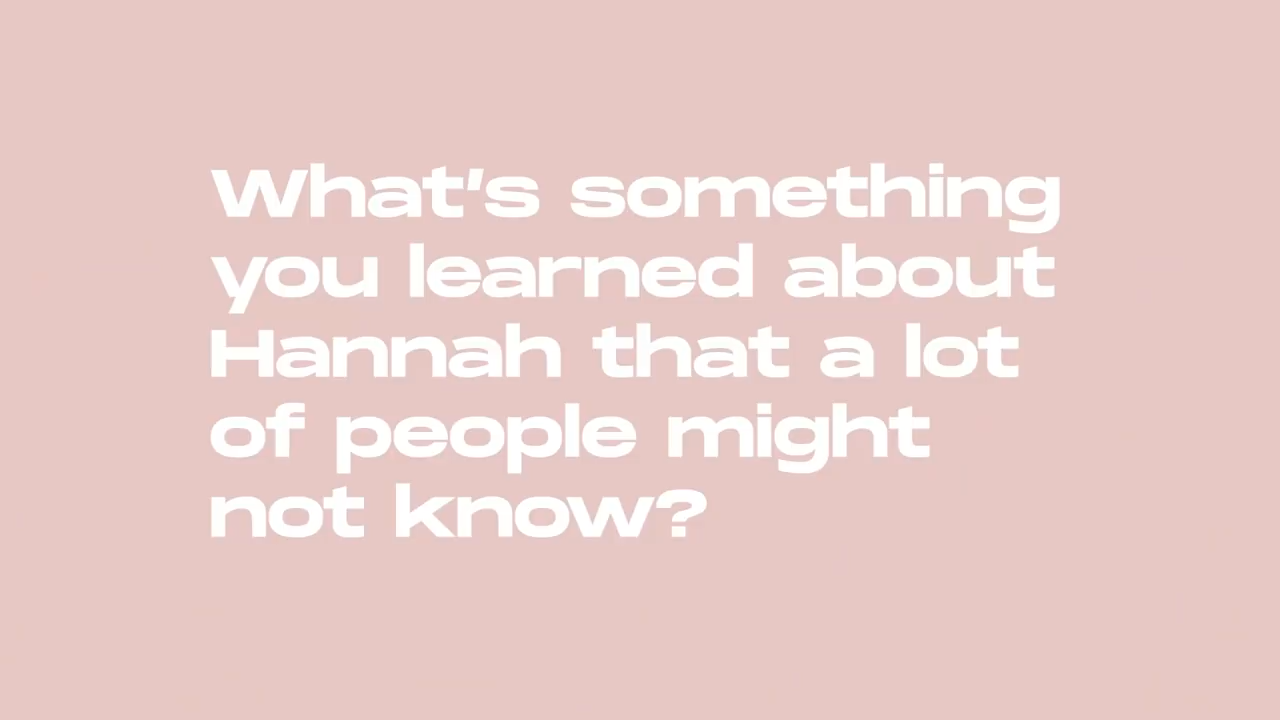 What's something
you learned about
Hannah that a lot
of people might
not know?